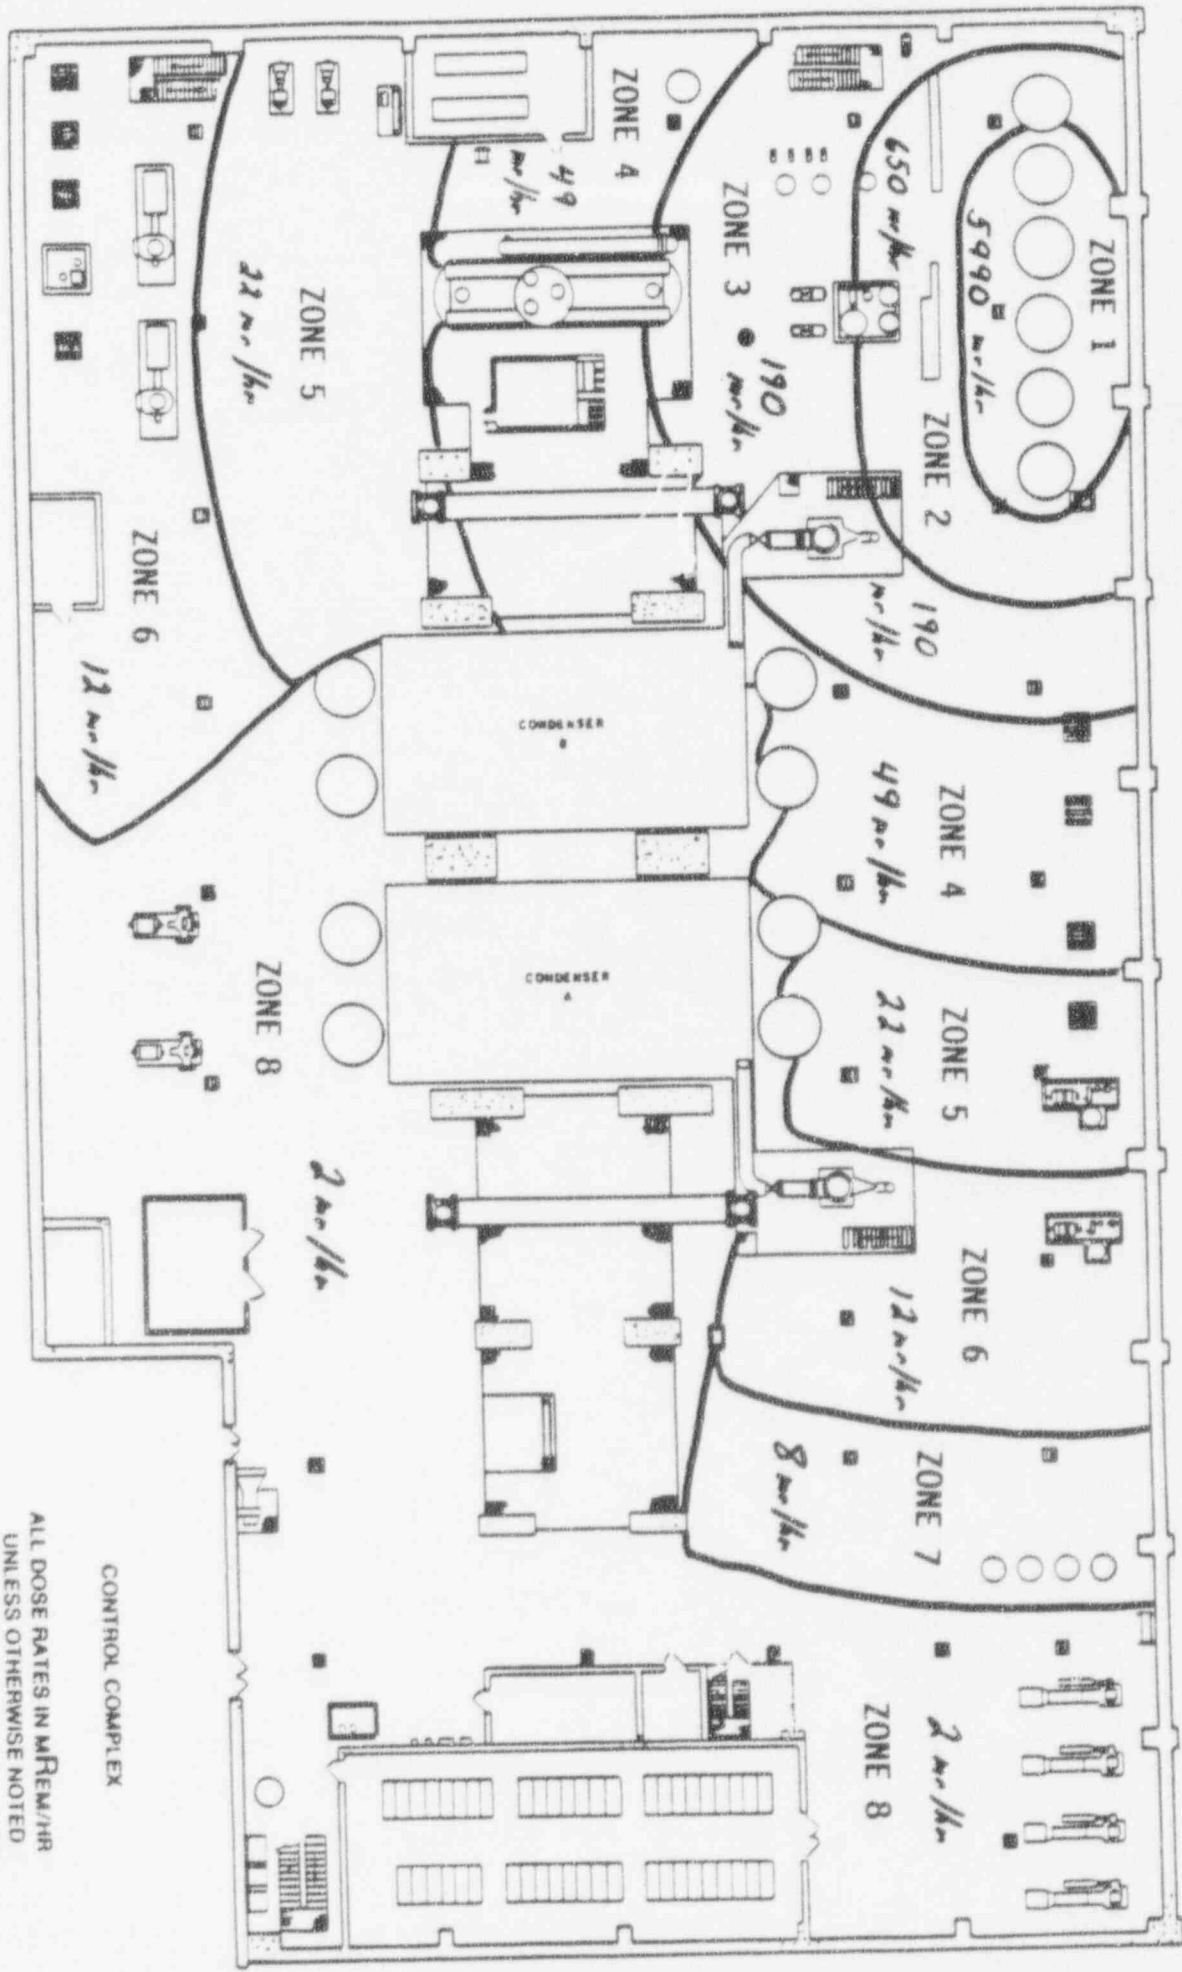 ZONE 1
5990 mr/hr
650 mr/hr
ZONE 2
ZONE 3
190
mr/hr
190
mr/hr
ZONE 4
49
mr/hr
ZONE 4
49 mr/hr
ZONE 5
22 mr/hr
ZONE 5
22 mr/hr
ZONE 6
12 mr/hr
ZONE 6
12 mr/hr
ZONE 7
8 mr/hr
ZONE 8
2 mr/hr
ZONE 8
2 mr/hr
CONDENSER
B
CONDENSER
A
CONTROL COMPLEX
ALL DOSE RATES IN MREM/HR
UNLESS OTHERWISE NOTED